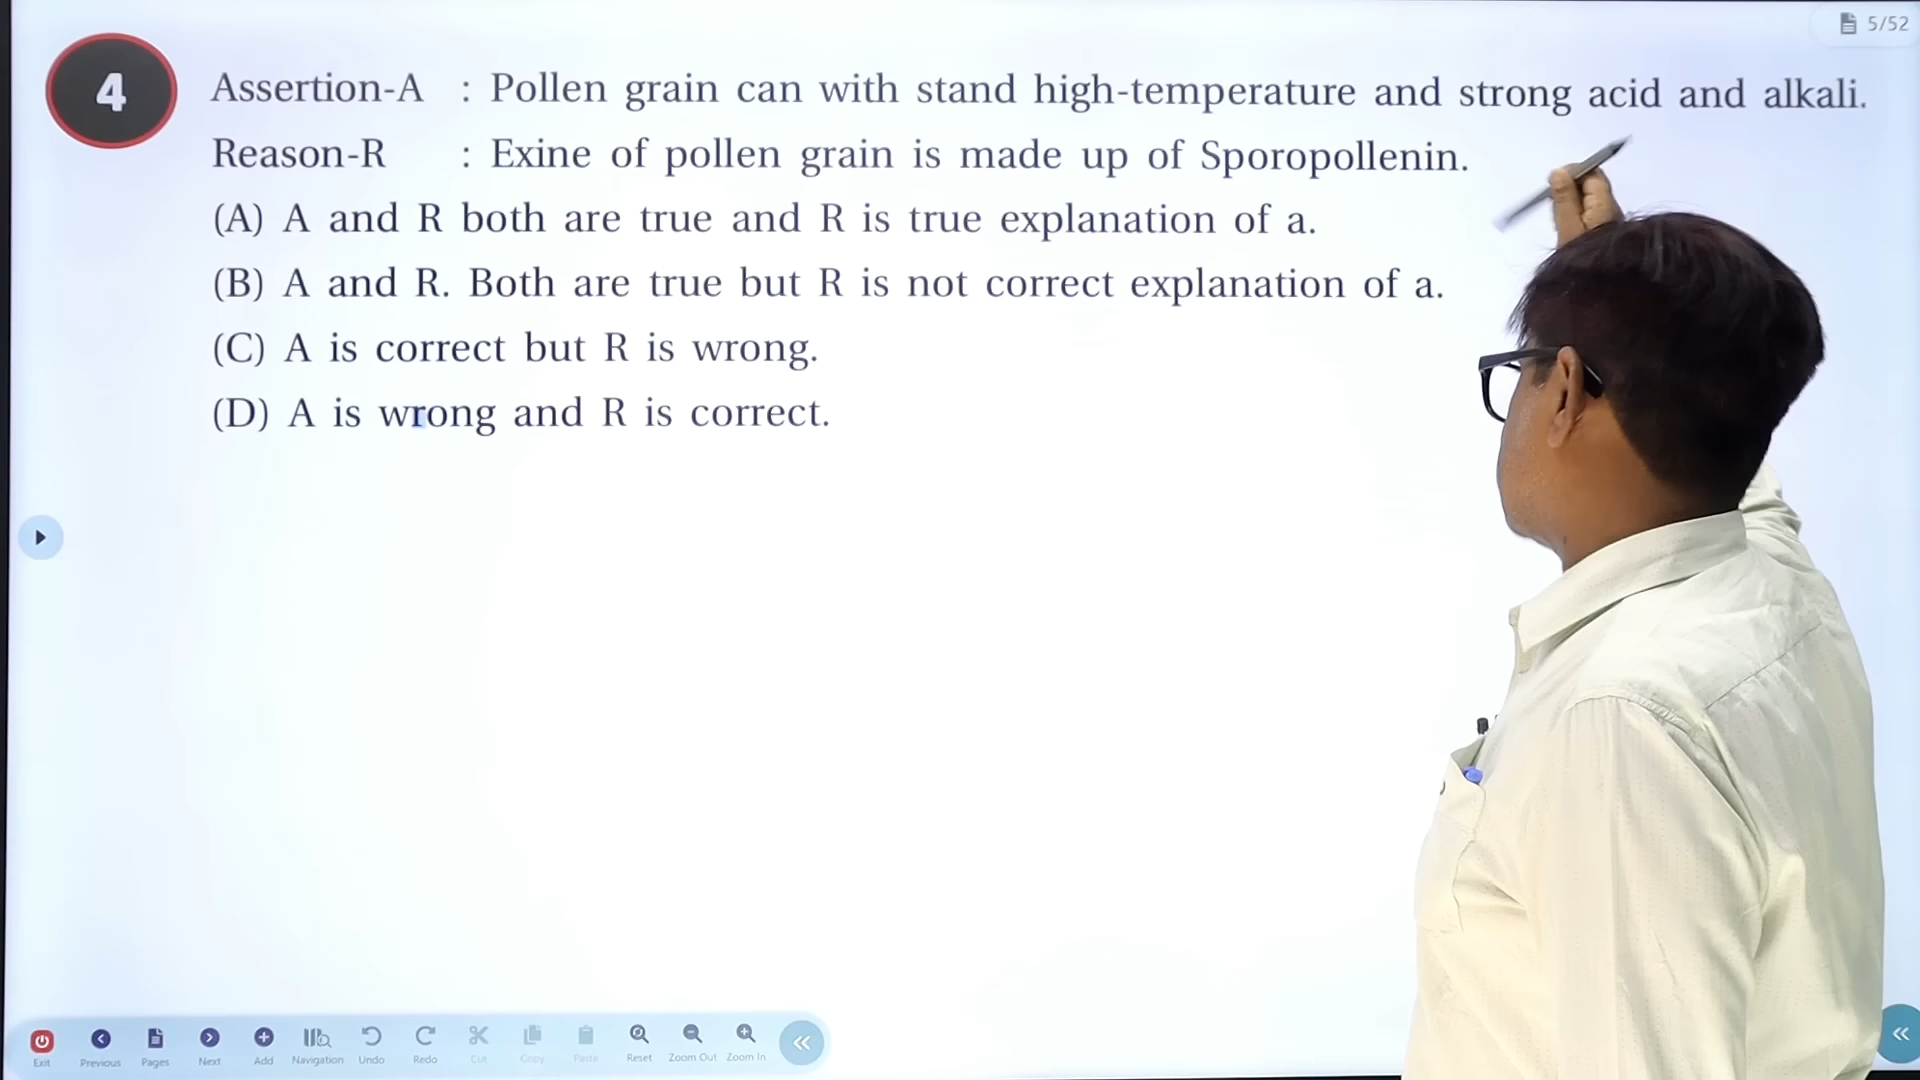 5/52
4
Assertion-A : Pollen grain can with stand high-temperature and strong acid and alkali.
Reason-R : Exine of pollen grain is made up of Sporopollenin.
(A) A and R both are true and R is true explanation of a.
(B) A and R. Both are true but R is not correct explanation of a.
(C) A is correct but R is wrong.
(D) A is wrong and R is correct.
Exit Previous Pages Next Add Navigation Undo Redo Cut Copy Paste Reset Zoom Out Zoom In